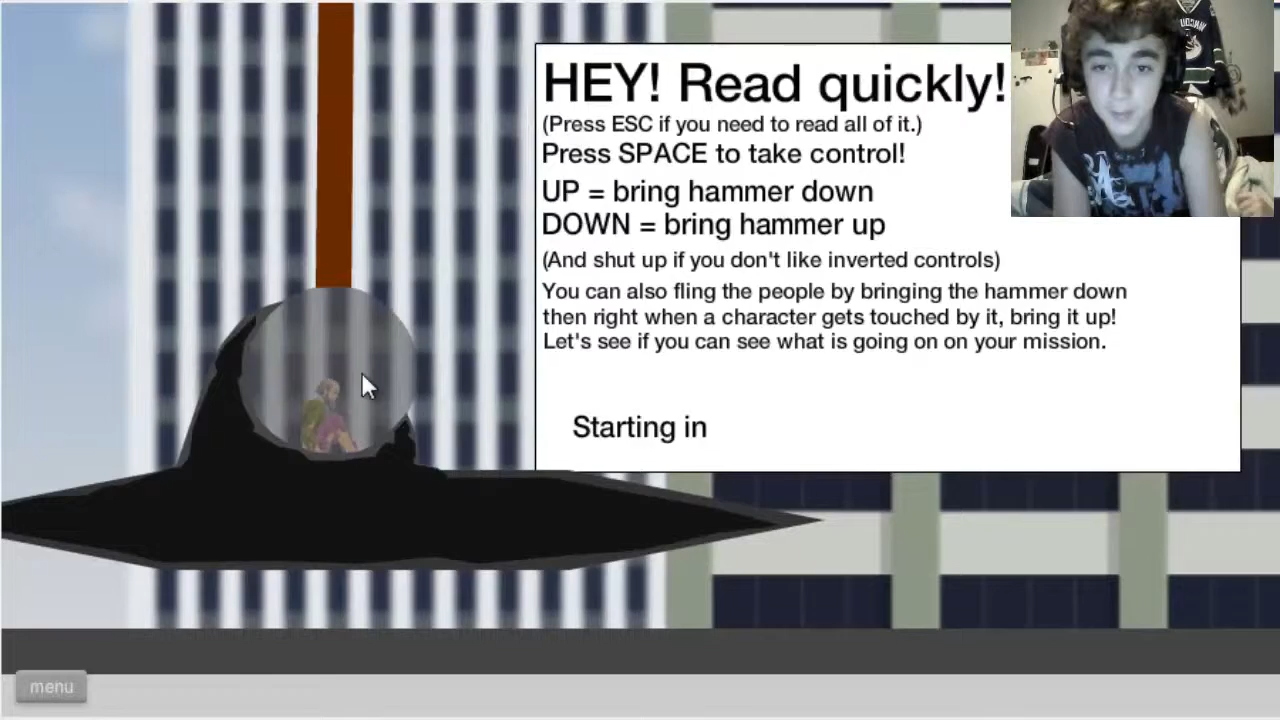 HEY! Read quickly!
(Press ESC if you need to read all of it.)
Press SPACE to take control!
UP = bring hammer down
DOWN = bring hammer up
(And shut up if you don't like inverted controls)
You can also fling the people by bringing the hammer down
then right when a character gets touched by it, bring it up!
Let's see if you can see what is going on on your mission.
Starting in
menu